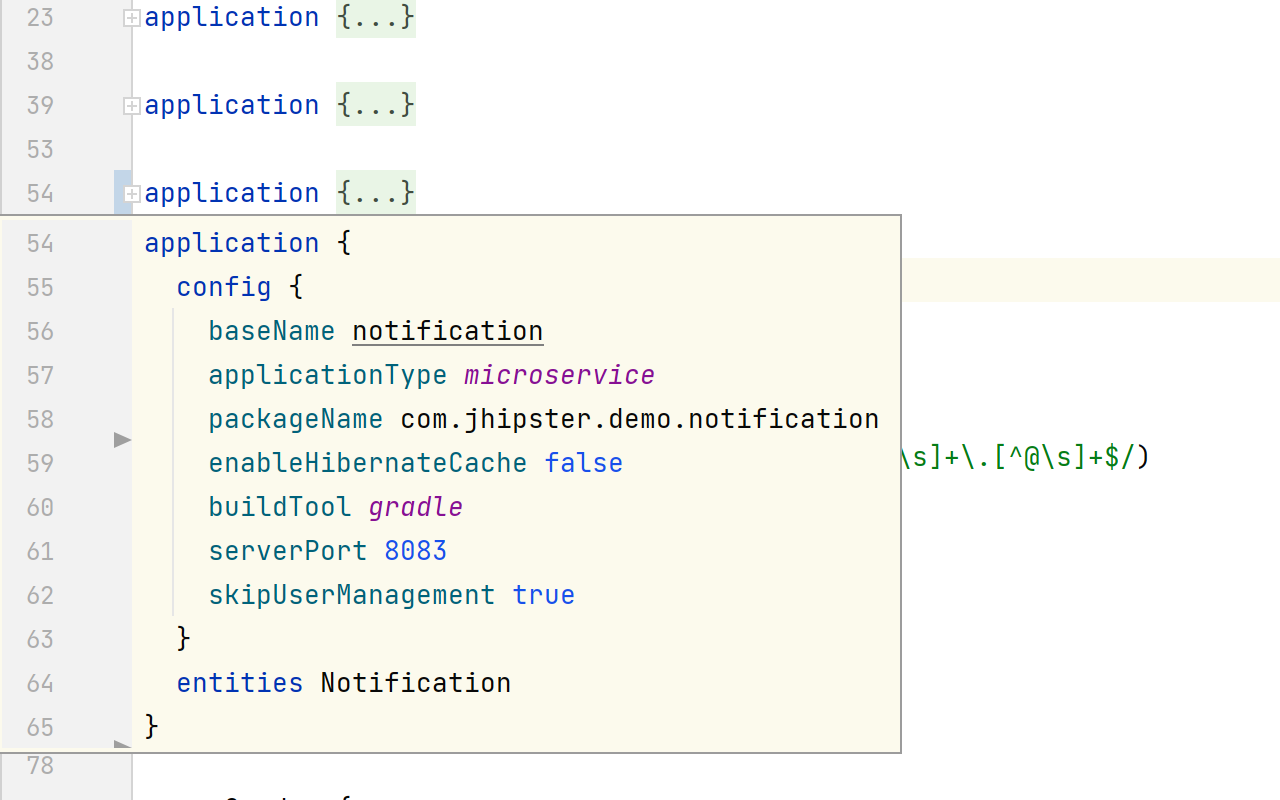 23 application {...}
38
39 application {...}
53
54 application {...}
54 application {
55 config {
56 baseName notification
57 applicationType microservice
58 packageName com.jhipster.demo.notification
59 enableHibernateCache false
\s]+\.[^@\s]+$/)
60 buildTool gradle
61 serverPort 8083
62 skipUserManagement true
63 }
64 entities Notification
65 }
78